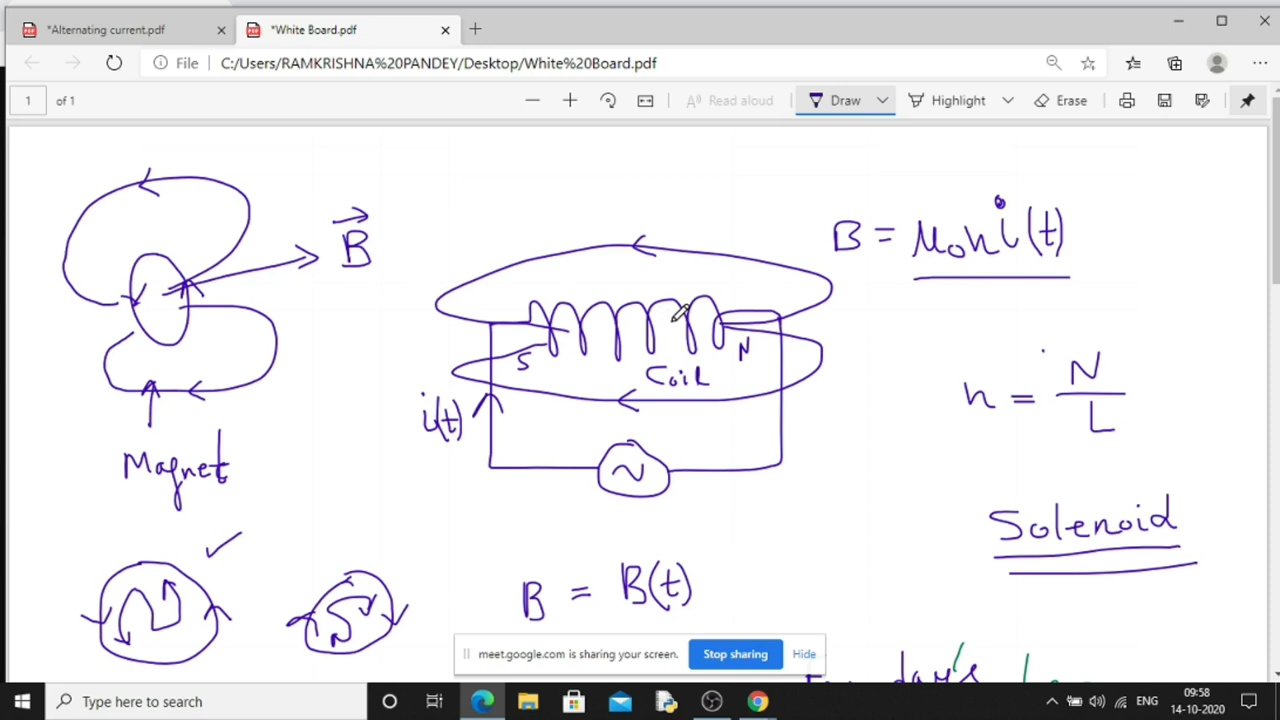 *Alternating current.pdf
*White Board.pdf
File
C:/Users/RAMKRISHNA%20PANDEY/Desktop/White%20Board.pdf
1 of 1
Read aloud
Draw
Highlight
Erase
B
B = μ₀ni(t)
S
N
Coil
n = N/L
i(t)
Magnet
Solenoid
N
S
B = B(t)
meet.google.com is sharing your screen.
Stop sharing
Hide
Type here to search
ENG
09:58
14-10-2020